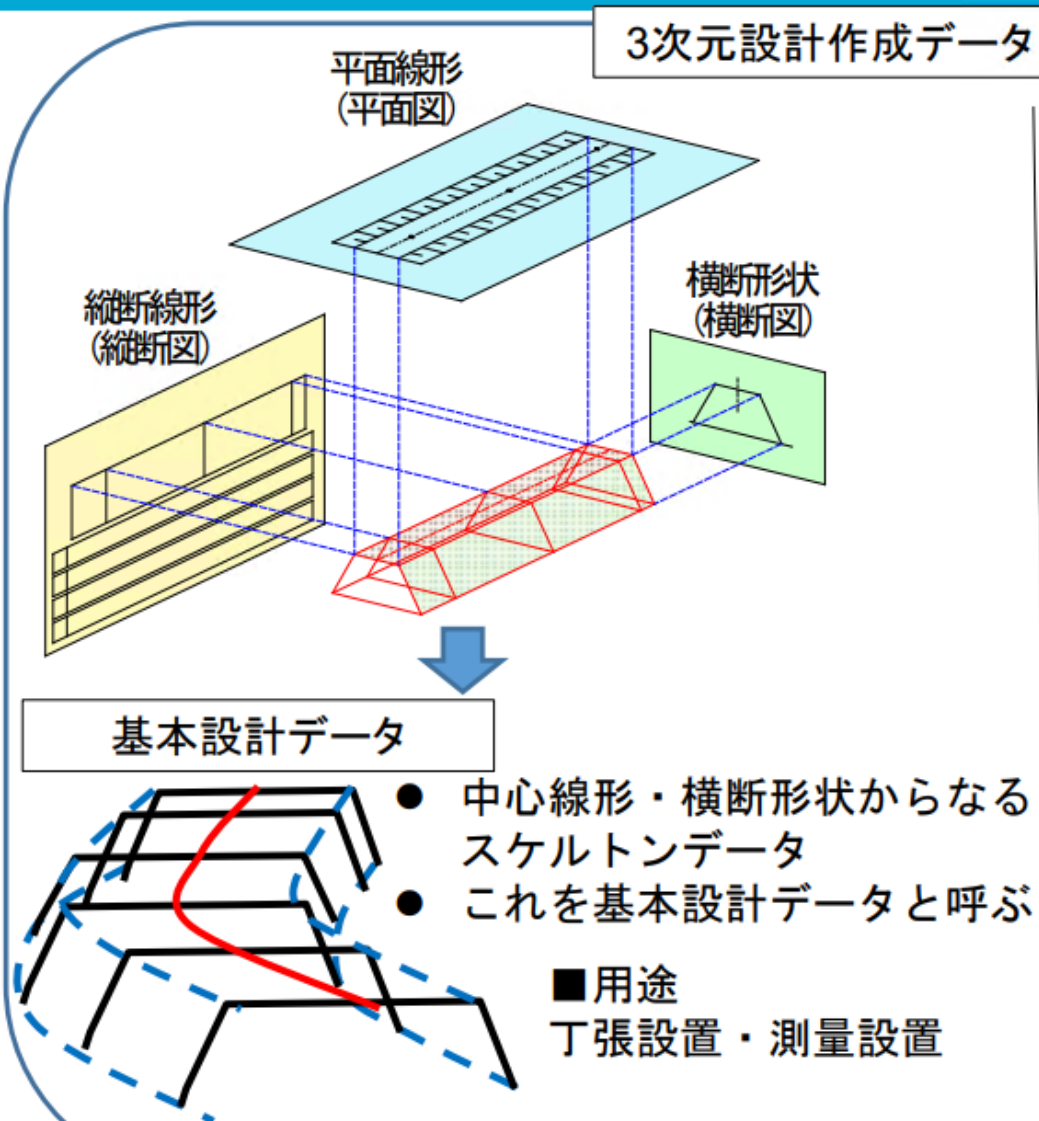 3次元設計作成データ
平面線形
(平面図)
縦断線形
(縦断図)
横断形状
(横断図)
基本設計データ
● 中心線形・横断形状からなる
スケルトンデータ
● これを基本設計データと呼ぶ
■用途
丁張設置・測量設置